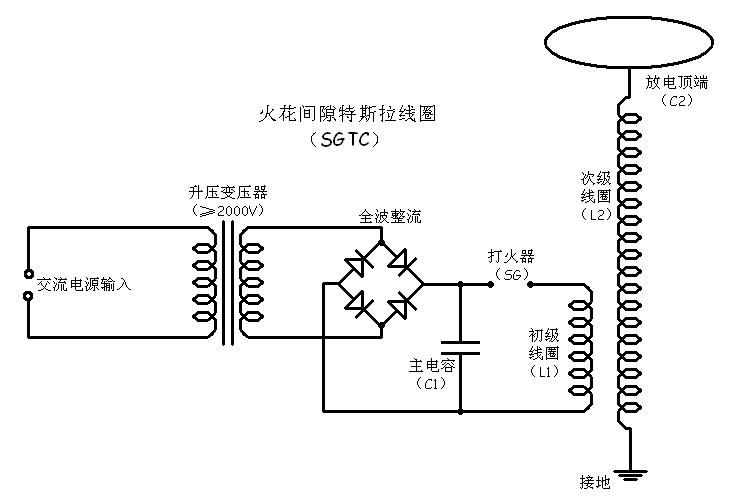 火花间隙特斯拉线圈
（SGTC）
放电顶端
（C2）
升压变压器
（≥2000V）
全波整流
次级
线圈
（L2）
交流电源输入
打火器
（SG）
主电容
（C1）
初级
线圈
（L1）
接地